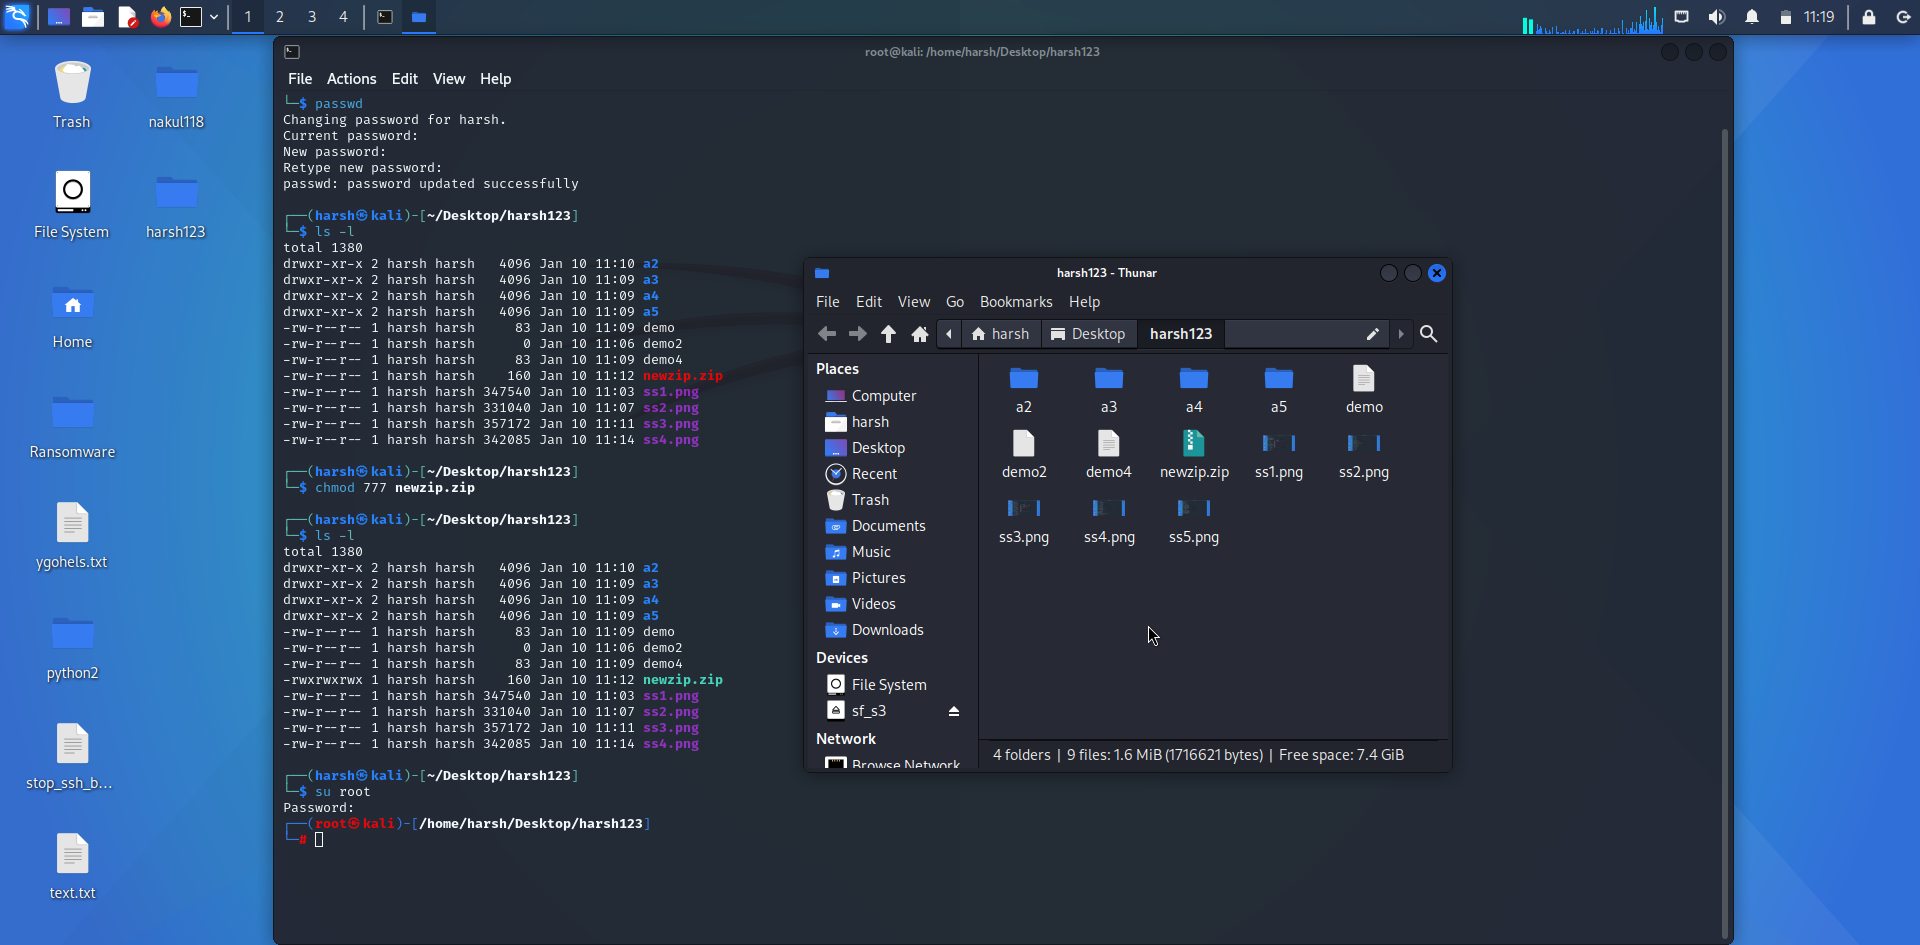 1 2 3 4
11:19
Trash
nakul118
File System
harsh123
Home
Ransomware
ygohels.txt
python2
stop_ssh_b...
text.txt
root@kali: /home/harsh/Desktop/harsh123
File Actions Edit View Help
└─$ passwd
Changing password for harsh.
Current password:
New password:
Retype new password:
passwd: password updated successfully
┌──(harsh㉿kali)-[~/Desktop/harsh123]
└─$ ls -l
total 1380
drwxr-xr-x 2 harsh harsh   4096 Jan 10 11:10 a2
drwxr-xr-x 2 harsh harsh   4096 Jan 10 11:09 a3
drwxr-xr-x 2 harsh harsh   4096 Jan 10 11:09 a4
drwxr-xr-x 2 harsh harsh   4096 Jan 10 11:09 a5
-rw-r--r-- 1 harsh harsh     83 Jan 10 11:09 demo
-rw-r--r-- 1 harsh harsh      0 Jan 10 11:06 demo2
-rw-r--r-- 1 harsh harsh     83 Jan 10 11:09 demo4
-rw-r--r-- 1 harsh harsh    160 Jan 10 11:12 newzip.zip
-rw-r--r-- 1 harsh harsh 347540 Jan 10 11:03 ss1.png
-rw-r--r-- 1 harsh harsh 331040 Jan 10 11:07 ss2.png
-rw-r--r-- 1 harsh harsh 357172 Jan 10 11:11 ss3.png
-rw-r--r-- 1 harsh harsh 342085 Jan 10 11:14 ss4.png
┌──(harsh㉿kali)-[~/Desktop/harsh123]
└─$ chmod 777 newzip.zip
┌──(harsh㉿kali)-[~/Desktop/harsh123]
└─$ ls -l
total 1380
drwxr-xr-x 2 harsh harsh   4096 Jan 10 11:10 a2
drwxr-xr-x 2 harsh harsh   4096 Jan 10 11:09 a3
drwxr-xr-x 2 harsh harsh   4096 Jan 10 11:09 a4
drwxr-xr-x 2 harsh harsh   4096 Jan 10 11:09 a5
-rw-r--r-- 1 harsh harsh     83 Jan 10 11:09 demo
-rw-r--r-- 1 harsh harsh      0 Jan 10 11:06 demo2
-rw-r--r-- 1 harsh harsh     83 Jan 10 11:09 demo4
-rwxrwxrwx 1 harsh harsh    160 Jan 10 11:12 newzip.zip
-rw-r--r-- 1 harsh harsh 347540 Jan 10 11:03 ss1.png
-rw-r--r-- 1 harsh harsh 331040 Jan 10 11:07 ss2.png
-rw-r--r-- 1 harsh harsh 357172 Jan 10 11:11 ss3.png
-rw-r--r-- 1 harsh harsh 342085 Jan 10 11:14 ss4.png
┌──(harsh㉿kali)-[~/Desktop/harsh123]
└─$ su root
Password:
┌──(root㉿kali)-[/home/harsh/Desktop/harsh123]
└─#
harsh123 - Thunar
File Edit View Go Bookmarks Help
harsh Desktop harsh123
Places
Computer
harsh
Desktop
Recent
Trash
Documents
Music
Pictures
Videos
Downloads
Devices
File System
sf_s3
Network
Browse Network
a2 a3 a4 a5 demo
demo2 demo4 newzip.zip ss1.png ss2.png
ss3.png ss4.png ss5.png
4 folders | 9 files: 1.6 MiB (1716621 bytes) | Free space: 7.4 GiB